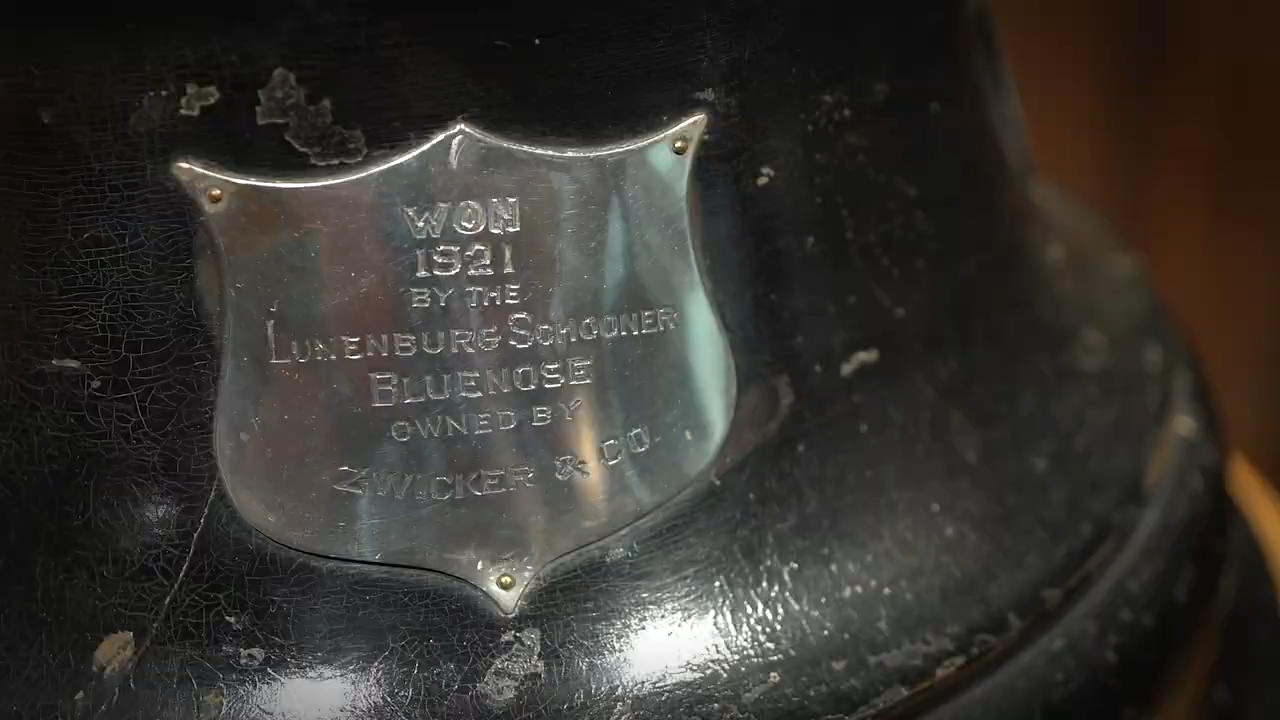 WON
1921
BY THE
LUNENBURG SCHOONER
BLUENOSE
OWNED BY
ZWICKER & CO.